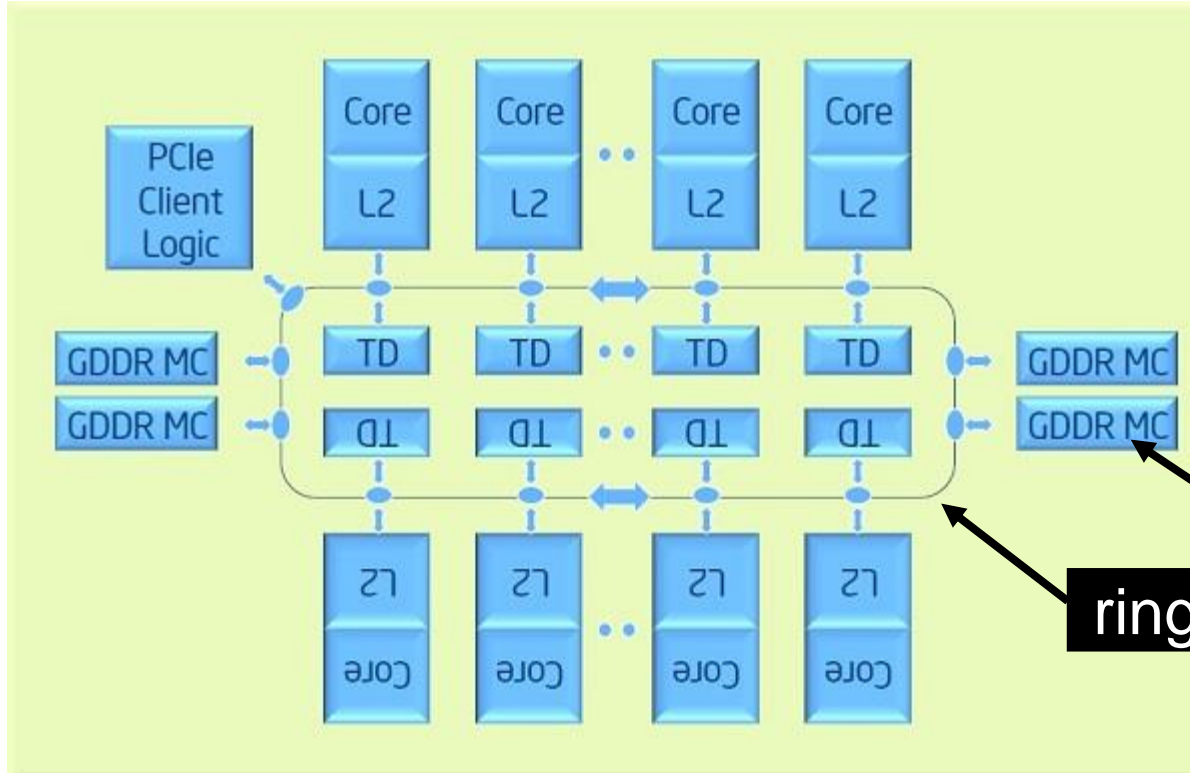 Core Core Core Core
PCIe
Client
Logic
L2 L2 L2 L2
GDDR MC
GDDR MC
TD TD TD TD
TD TD TD TD
GDDR MC
GDDR MC
L2 L2 L2 L2
Core Core Core Core
ring